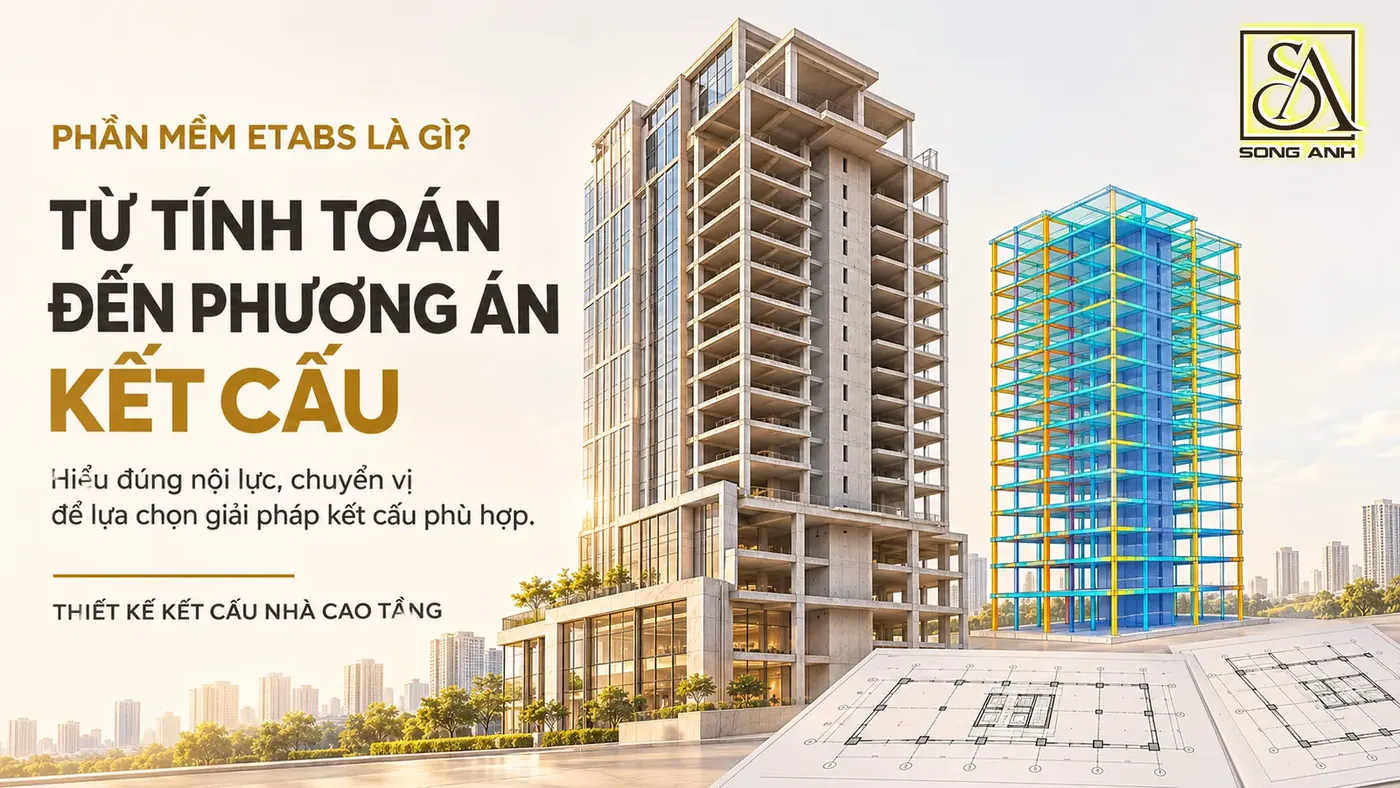 PHẦN MỀM ETABS LÀ GÌ?
TỪ TÍNH TOÁN
ĐẾN PHƯƠNG ÁN
KẾT CẤU
Hiểu đúng nội lực, chuyển vị
để lựa chọn giải pháp kết cấu phù hợp.
THIẾT KẾ KẾT CẤU NHÀ CAO TẦNG
SA
SONG ANH